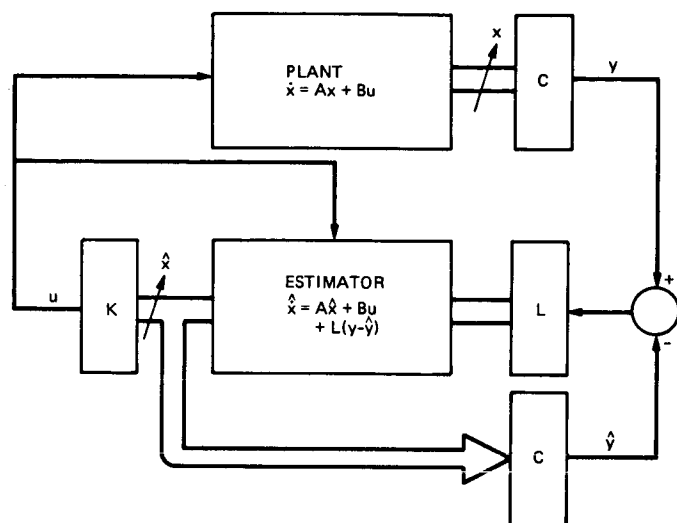 PLANT
ẋ = Ax + Bu
x
C
y
+
-
u
K
x̂
ESTIMATOR
x̂̇ = Ax̂ + Bu
+ L(y-ŷ)
L
C
ŷ